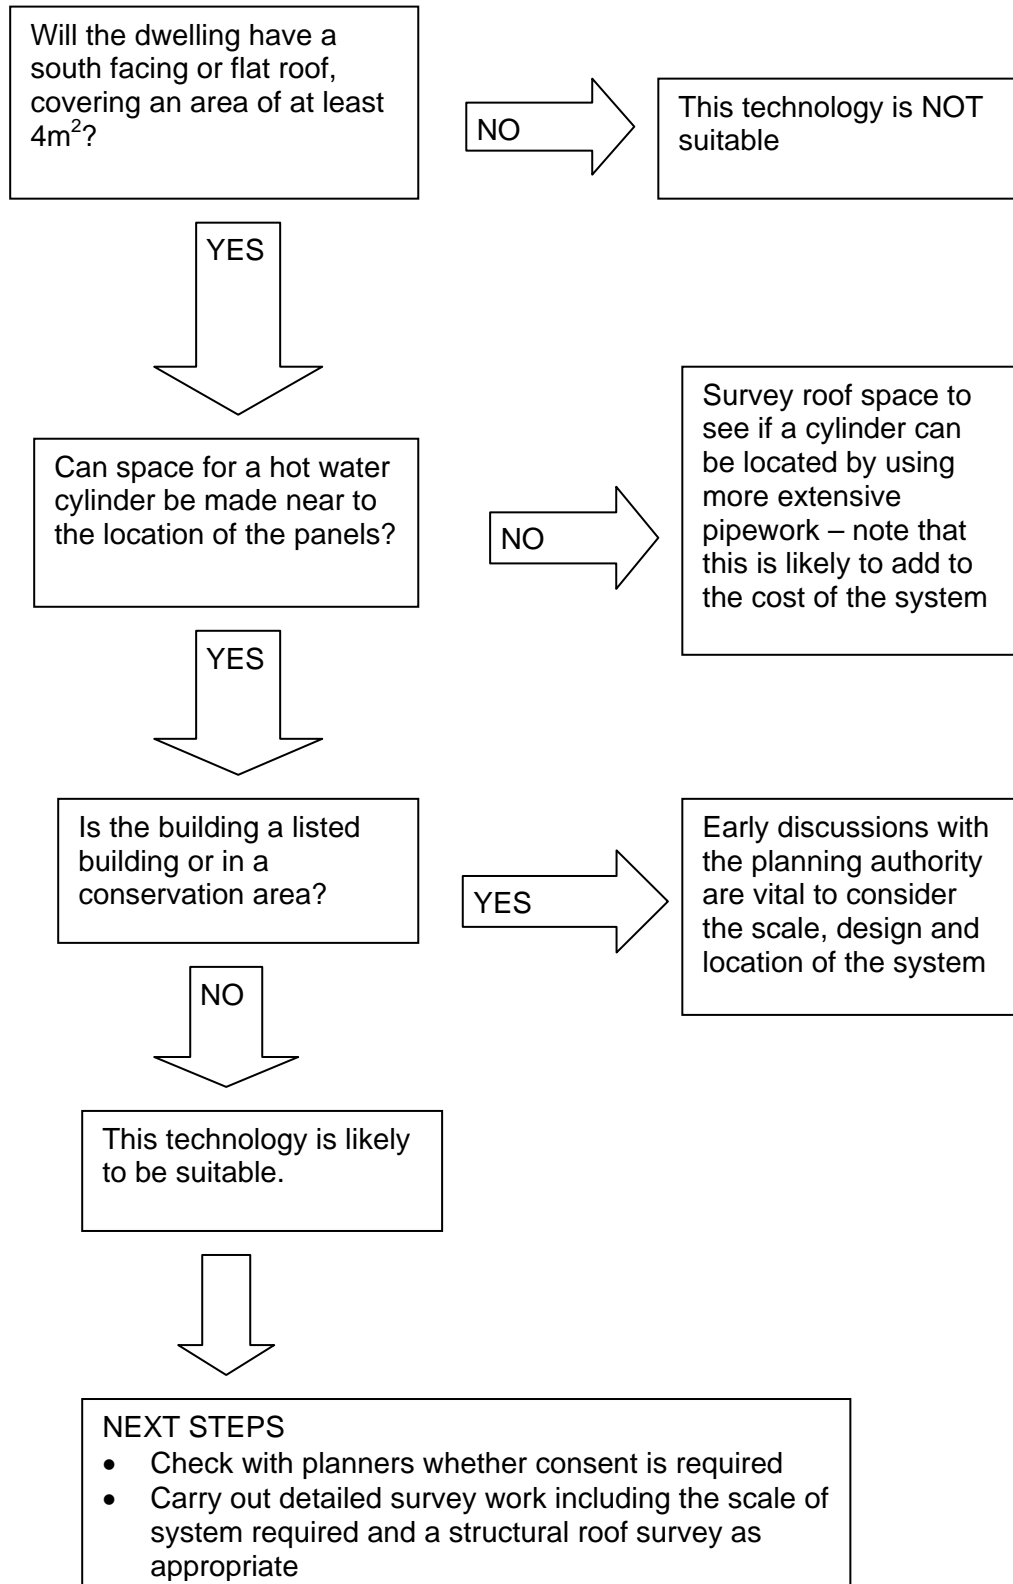 Will the dwelling have a
south facing or flat roof,
covering an area of at least
4m²?
NO
This technology is NOT
suitable
YES
Can space for a hot water
cylinder be made near to
the location of the panels?
NO
Survey roof space to
see if a cylinder can
be located by using
more extensive
pipework – note that
this is likely to add to
the cost of the system
YES
Is the building a listed
building or in a
conservation area?
YES
Early discussions with
the planning authority
are vital to consider
the scale, design and
location of the system
NO
This technology is likely
to be suitable.
NEXT STEPS
• Check with planners whether consent is required
• Carry out detailed survey work including the scale of
system required and a structural roof survey as
appropriate